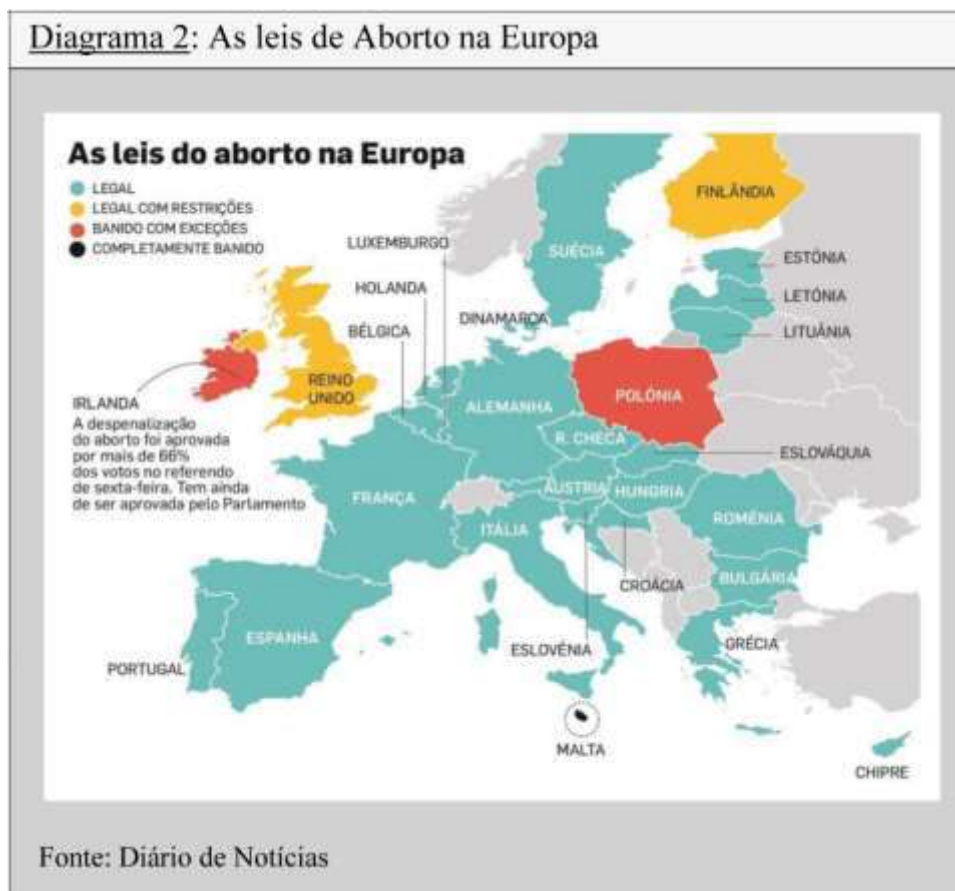 Diagrama 2: As leis de Aborto na Europa
As leis do aborto na Europa
LEGAL
LEGAL COM RESTRIÇÕES
BANIDO COM EXCEÇÕES
COMPLETAMENTE BANIDO
LUXEMBURGO
HOLANDA
BÉLGICA
DINAMARCA
SUÉCIA
FINLÂNDIA
ESTÓNIA
LETÓNIA
LITUÂNIA
REINO
UNIDO
IRLANDA
A despenalização
do aborto foi aprovada
por mais de 66%
dos votos no referendo
de sexta-feira. Tem ainda
de ser aprovada pelo Parlamento
ALEMANHA
POLÓNIA
R. CHECA
ESLOVÁQUIA
FRANÇA
ÁUSTRIA
HUNGRIA
ITÁLIA
ROMÉNIA
CROÁCIA
BULGÁRIA
ESPANHA
PORTUGAL
ESLOVÉNIA
GRÉCIA
MALTA
CHIPRE
Fonte: Diário de Notícias